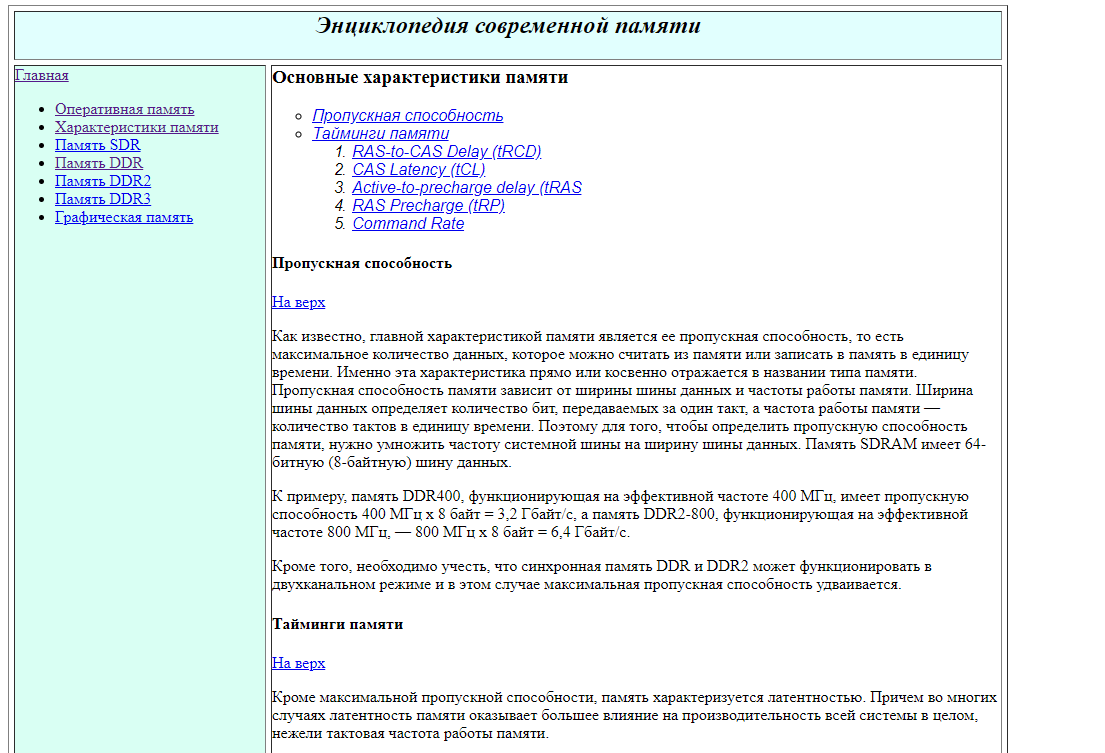 Энциклопедия современной памяти
Главная
Оперативная память
Характеристики памяти
Память SDR
Память DDR
Память DDR2
Память DDR3
Графическая память
Основные характеристики памяти
Пропускная способность
Тайминги памяти
1. RAS-to-CAS Delay (tRCD)
2. CAS Latency (tCL)
3. Active-to-precharge delay (tRAS
4. RAS Precharge (tRP)
5. Command Rate
Пропускная способность
На верх
Как известно, главной характеристикой памяти является ее пропускная способность, то есть
максимальное количество данных, которое можно считать из памяти или записать в память в единицу
времени. Именно эта характеристика прямо или косвенно отражается в названии типа памяти.
Пропускная способность памяти зависит от ширины шины данных и частоты работы памяти. Ширина
шины данных определяет количество бит, передаваемых за один такт, а частота работы памяти —
количество тактов в единицу времени. Поэтому для того, чтобы определить пропускную способность
памяти, нужно умножить частоту системной шины на ширину шины данных. Память SDRAM имеет 64-
битную (8-байтную) шину данных.
К примеру, память DDR400, функционирующая на эффективной частоте 400 МГц, имеет пропускную
способность 400 МГц х 8 байт = 3,2 Гбайт/с, а память DDR2-800, функционирующая на эффективной
частоте 800 МГц, — 800 МГц х 8 байт = 6,4 Гбайт/с.
Кроме того, необходимо учесть, что синхронная память DDR и DDR2 может функционировать в
двухканальном режиме и в этом случае максимальная пропускная способность удваивается.
Тайминги памяти
На верх
Кроме максимальной пропускной способности, память характеризуется латентностью. Причем во многих
случаях латентность памяти оказывает большее влияние на производительность всей системы в целом,
нежели тактовая частота работы памяти.